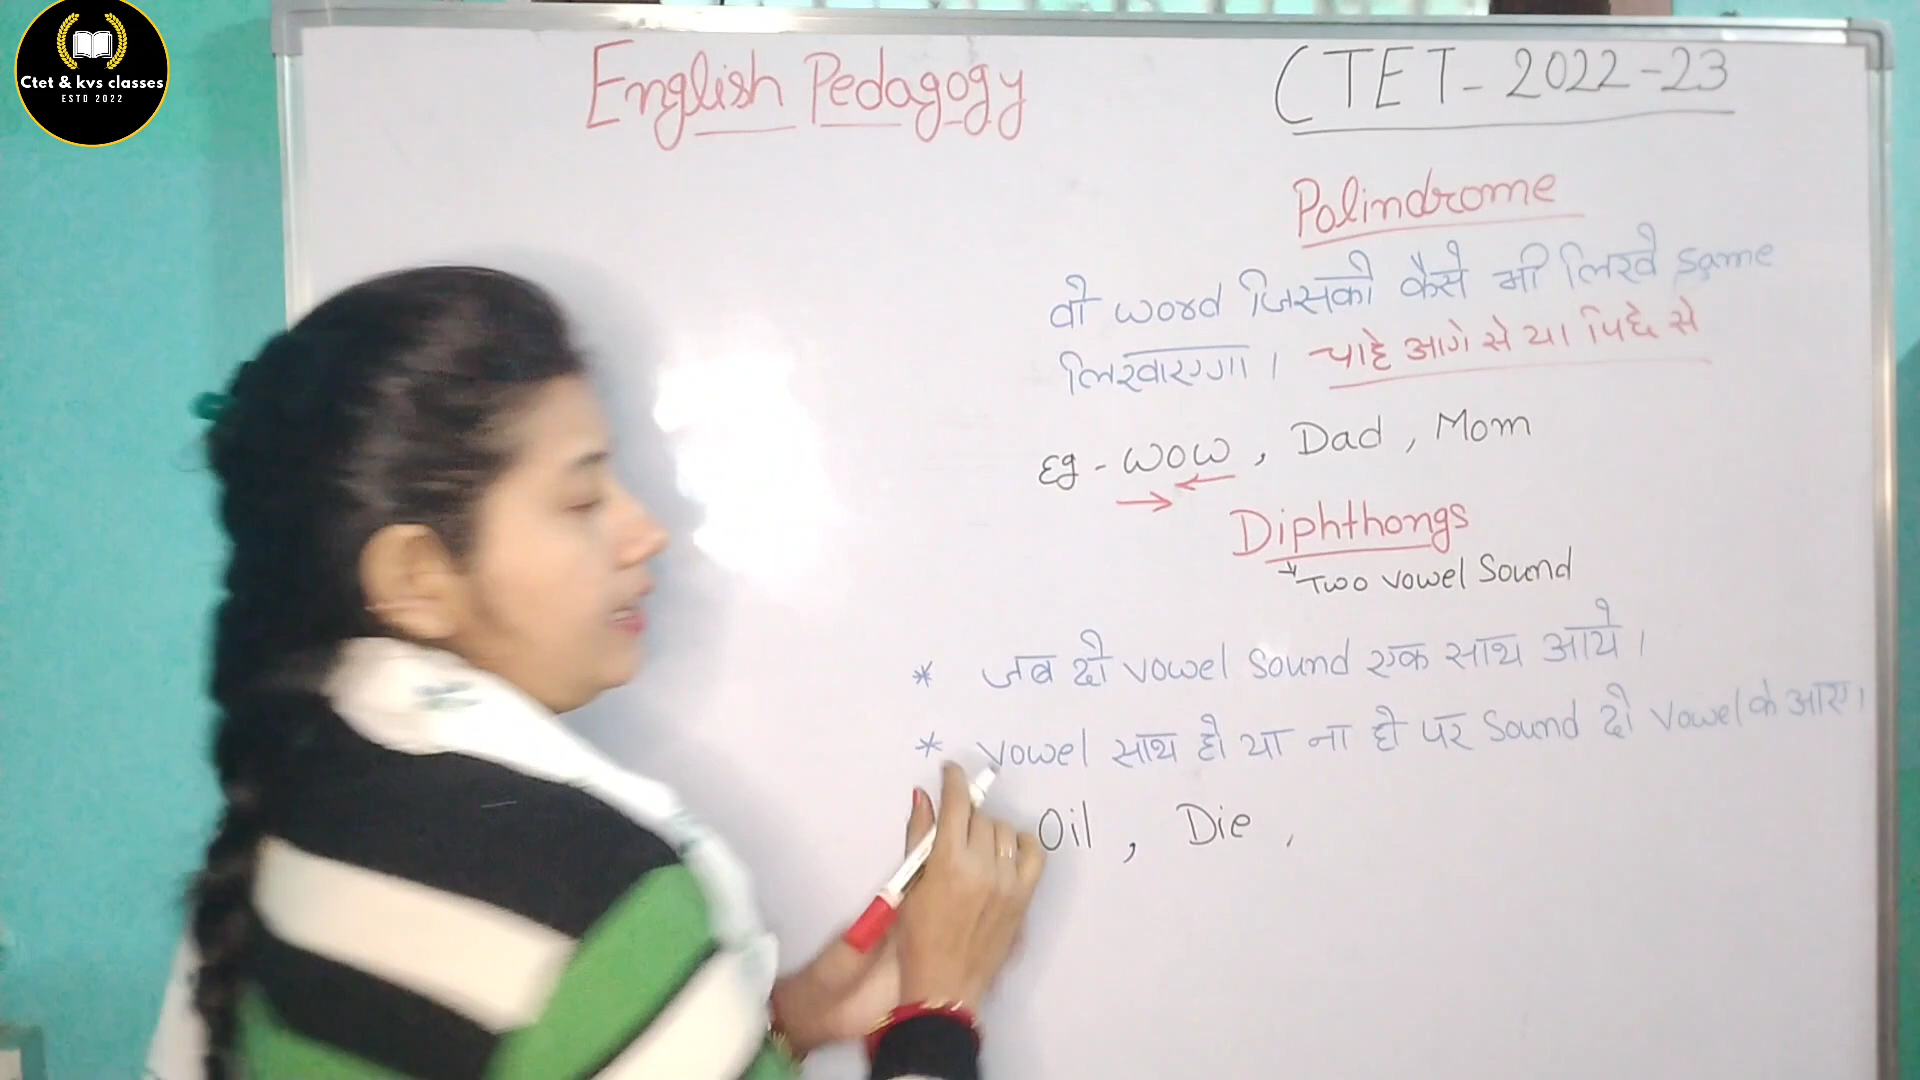 Ctet & kvs classes
ESTD 2022
English Pedagogy
CTET-2022-23
Palindrome
वो word जिसको कैसे भी लिखे same
लिखाएगा। चाहे आगे से या पिछे से
Eg - wow, Dad, Mom
Diphthongs
Two vowel Sound
* जब दो vowel Sound एक साथ आये।
* vowel साथ हो या ना हो पर Sound दो vowel के आए।
Oil, Die,